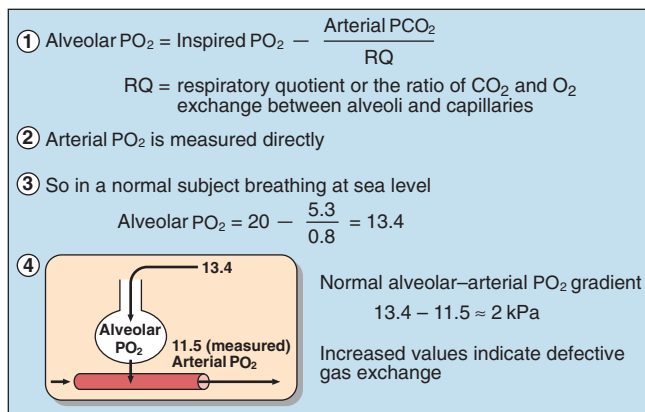 ① Alveolar PO₂ = Inspired PO₂ − Arterial PCO₂ / RQ
RQ = respiratory quotient or the ratio of CO₂ and O₂
exchange between alveoli and capillaries
② Arterial PO₂ is measured directly
③ So in a normal subject breathing at sea level
Alveolar PO₂ = 20 − 5.3 / 0.8 = 13.4
④
13.4
Alveolar
PO₂
11.5 (measured)
Arterial PO₂
Normal alveolar–arterial PO₂ gradient
13.4 – 11.5 ≈ 2 kPa
Increased values indicate defective
gas exchange